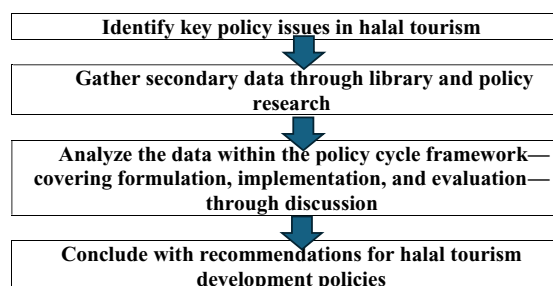 Identify key policy issues in halal tourism
Gather secondary data through library and policy
research
Analyze the data within the policy cycle framework—
covering formulation, implementation, and evaluation—
through discussion
Conclude with recommendations for halal tourism
development policies